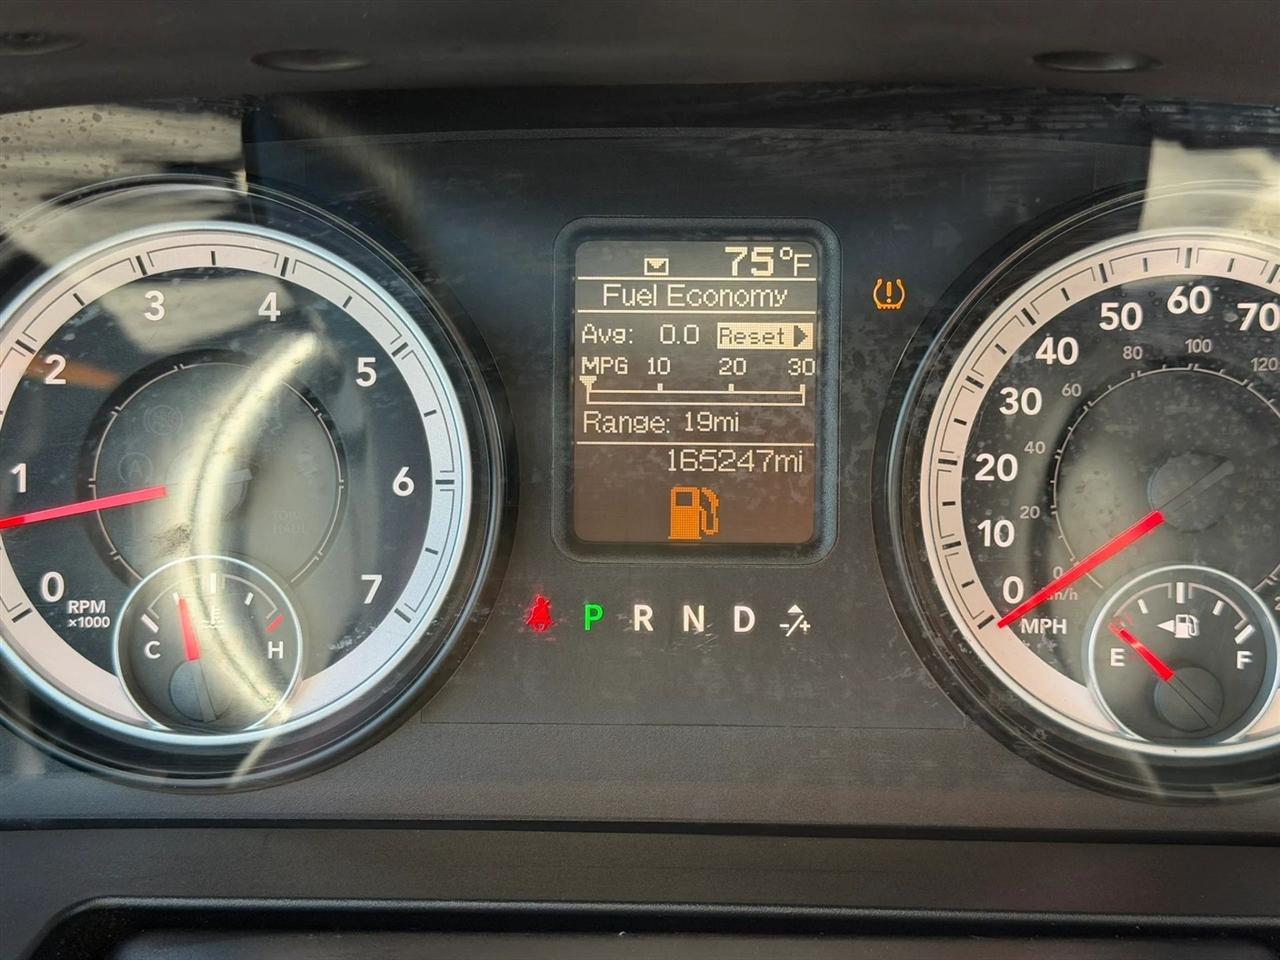 75°F
Fuel Economy
Avg: 0.0 Reset
MPG 10 20 30
Range: 19mi
165247mi
P R N D -/+
0 1 2 3 4 5 6 7
RPM
x1000
C H
0 10 20 30 40 50 60 70
0 20 40 60 80 100 120
km/h
MPH
E F